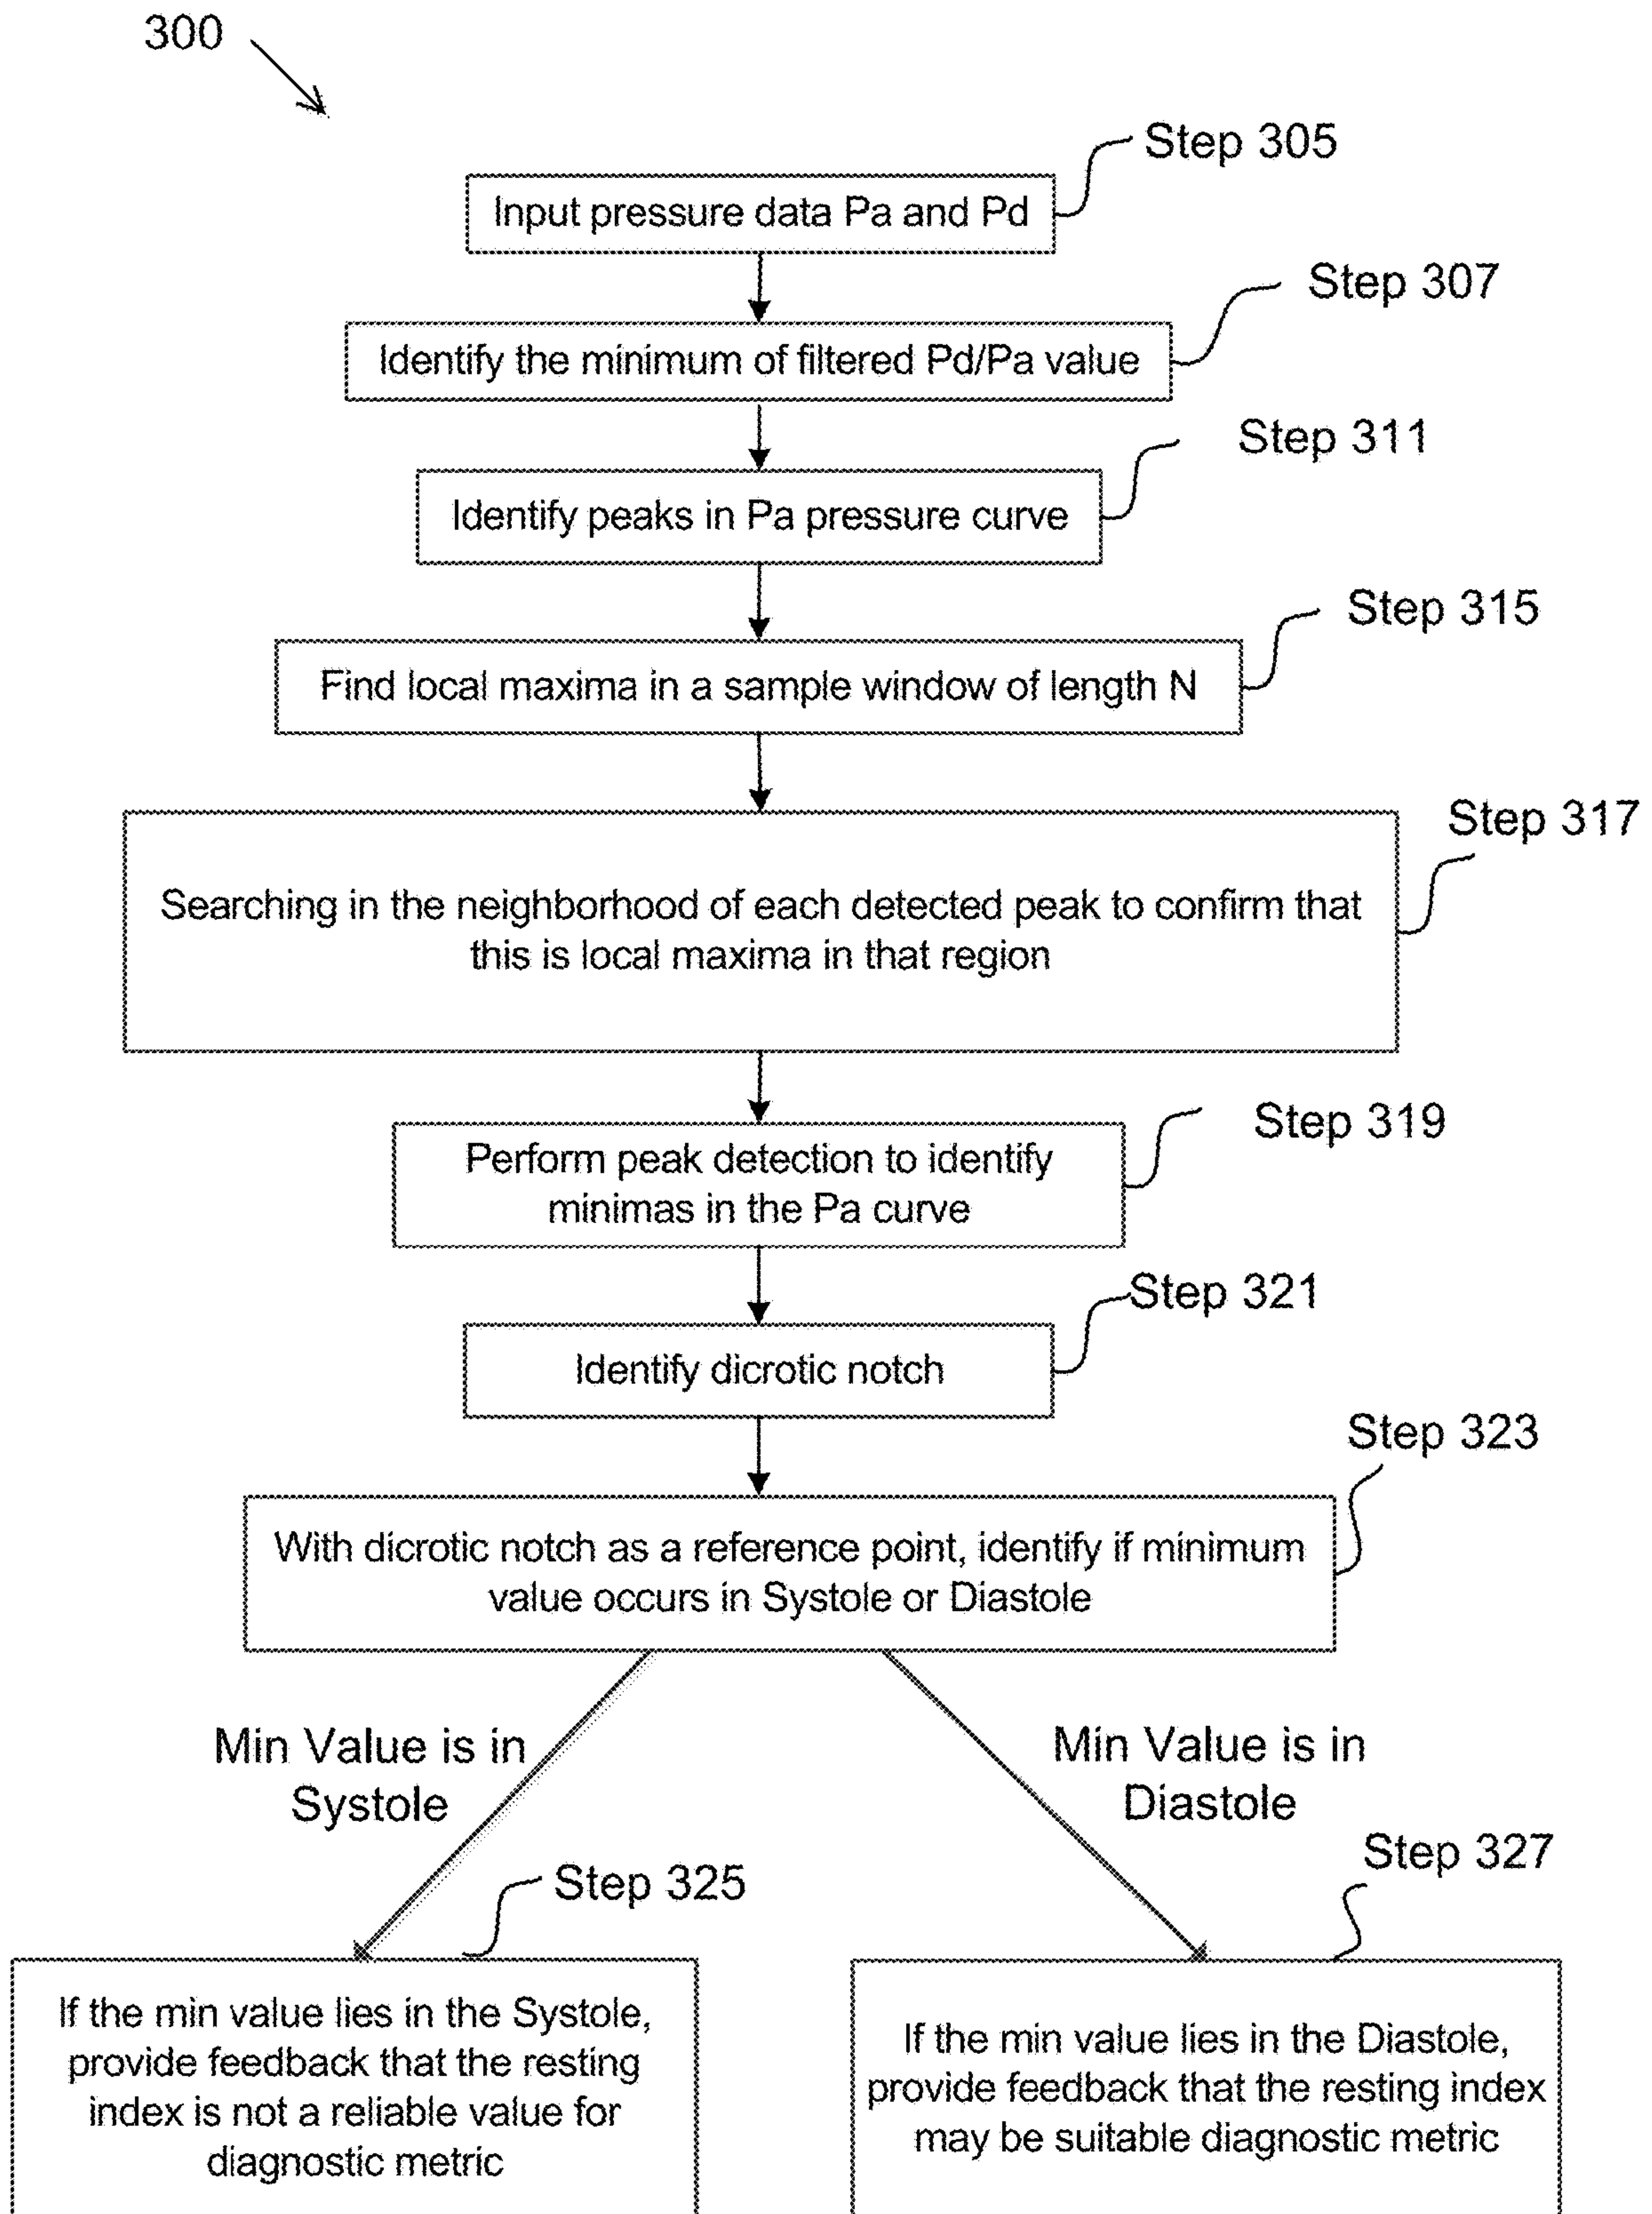 300
Step 305
Input pressure data Pa and Pd
Step 307
Identify the minimum of filtered Pd/Pa value
Step 311
Identify peaks in Pa pressure curve
Step 315
Find local maxima in a sample window of length N
Step 317
Searching in the neighborhood of each detected peak to confirm that
this is local maxima in that region
Step 319
Perform peak detection to identify
minimas in the Pa curve
Step 321
Identify dicrotic notch
Step 323
With dicrotic notch as a reference point, identify if minimum
value occurs in Systole or Diastole
Min Value is in
Systole
Min Value is in
Diastole
Step 325
If the min value lies in the Systole,
provide feedback that the resting
index is not a reliable value for
diagnostic metric
Step 327
If the min value lies in the Diastole,
provide feedback that the resting index
may be suitable diagnostic metric